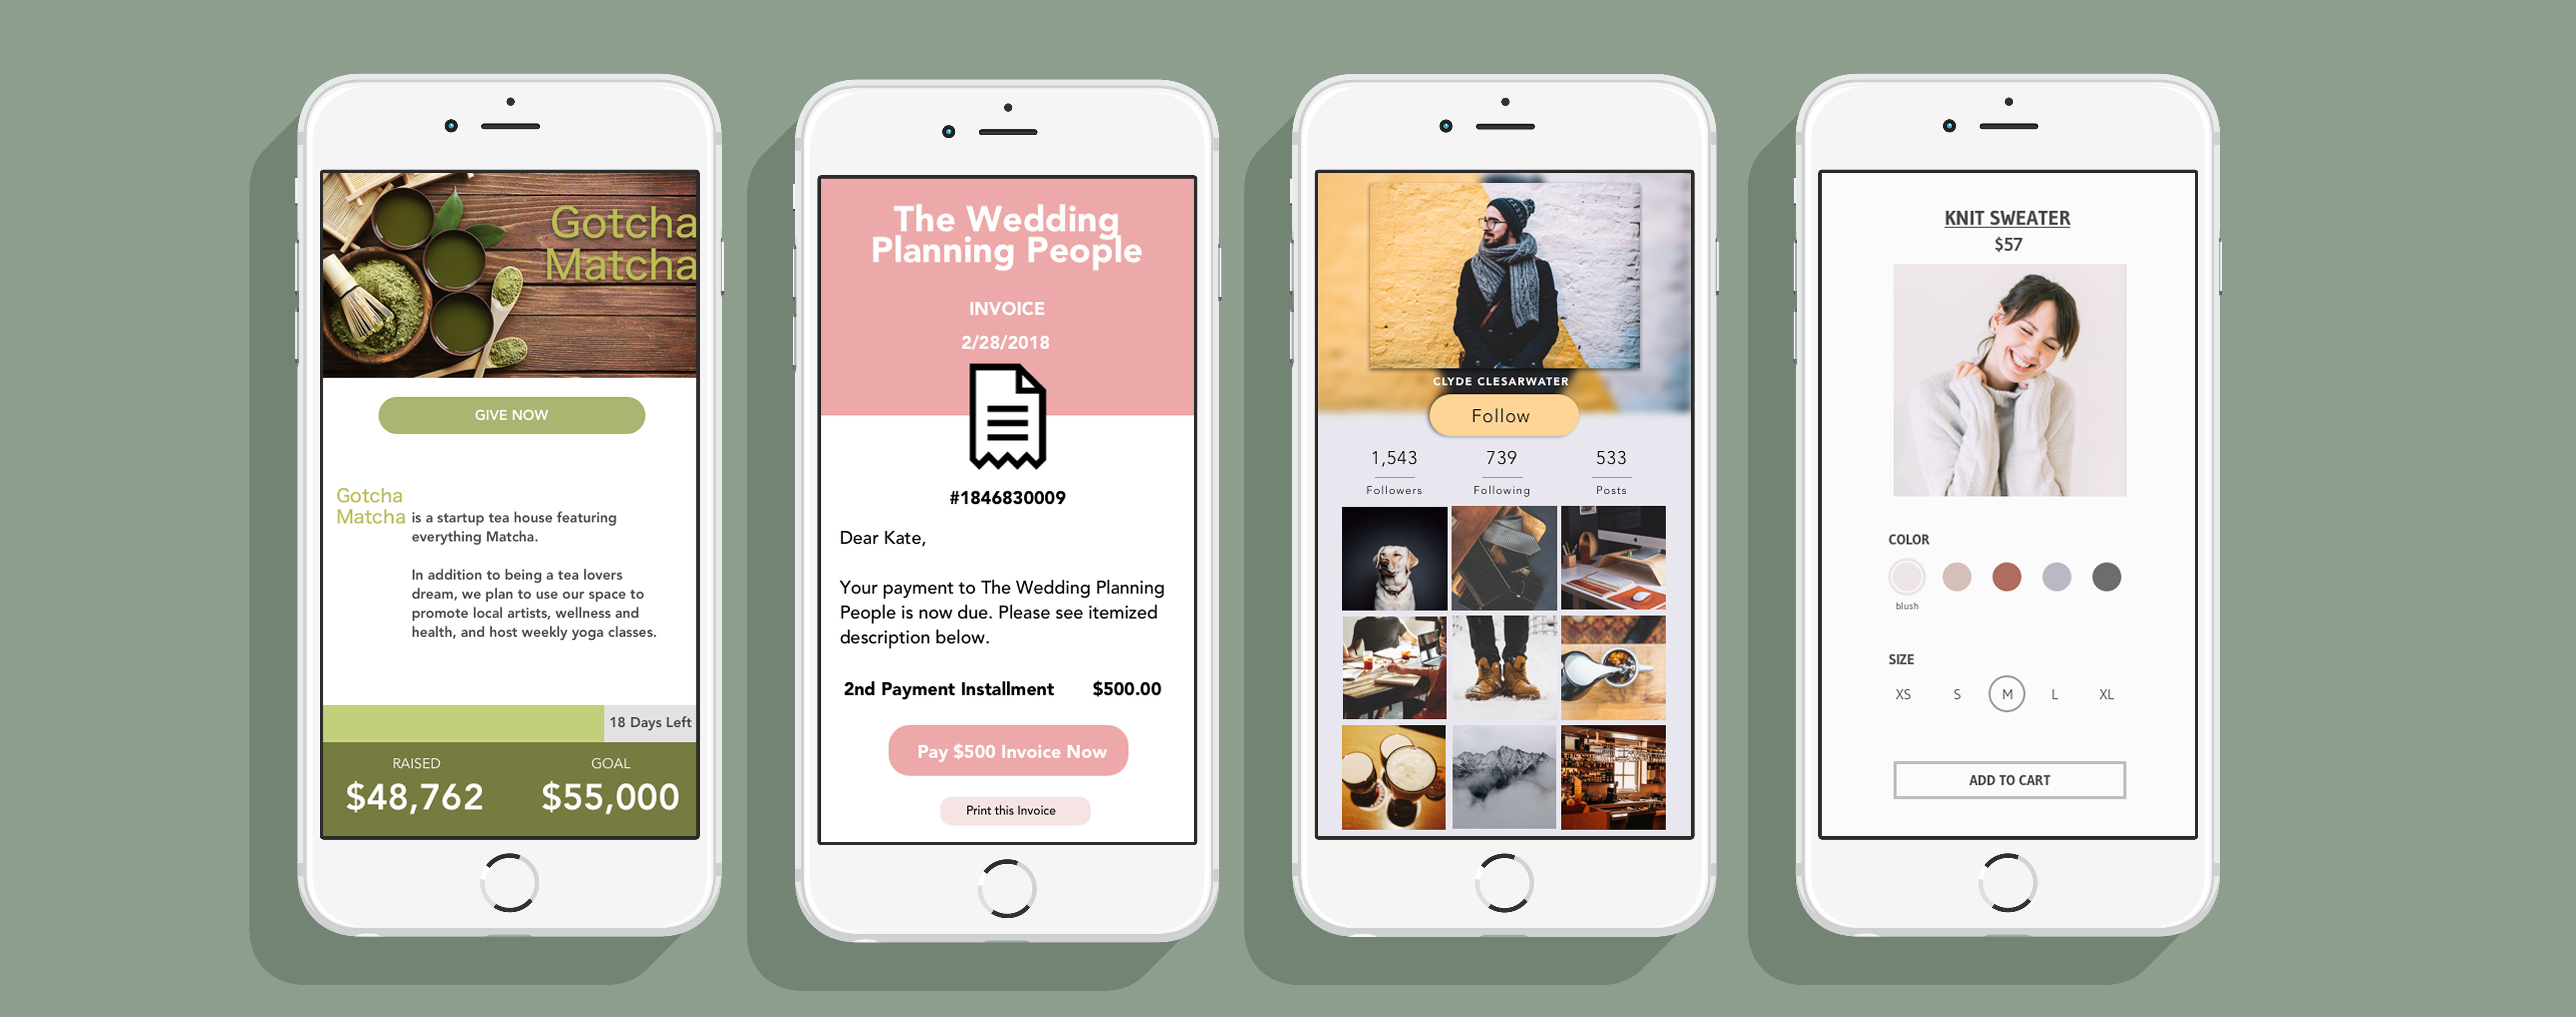 Gotcha
Matcha
GIVE NOW
Gotcha
Matcha is a startup tea house featuring
everything Matcha.
In addition to being a tea lovers
dream, we plan to use our space to
promote local artists, wellness and
health, and host weekly yoga classes.
18 Days Left
RAISED GOAL
$48,762 $55,000
The Wedding
Planning People
INVOICE
2/28/2018
#1846830009
Dear Kate,
Your payment to The Wedding Planning
People is now due. Please see itemized
description below.
2nd Payment Installment $500.00
Pay $500 Invoice Now
Print this Invoice
CLYDE CLESARWATER
Follow
1,543 739 533
Followers Following Posts
KNIT SWEATER
$57
COLOR
blush
SIZE
XS S M L XL
ADD TO CART